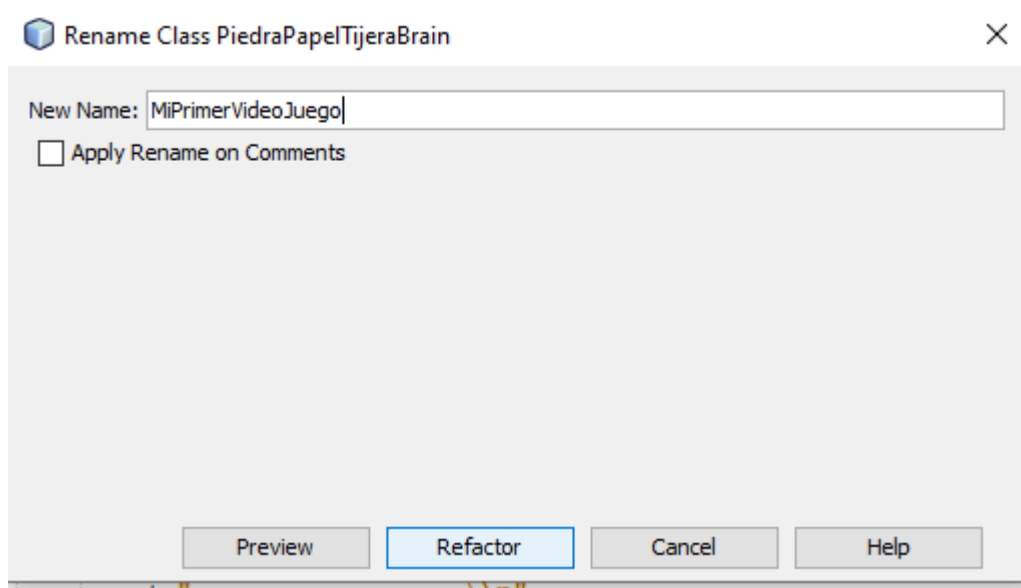 Rename Class PiedraPapelTijeraBrain
New Name: MiPrimerVideoJuego
Apply Rename on Comments
Preview Refactor Cancel Help